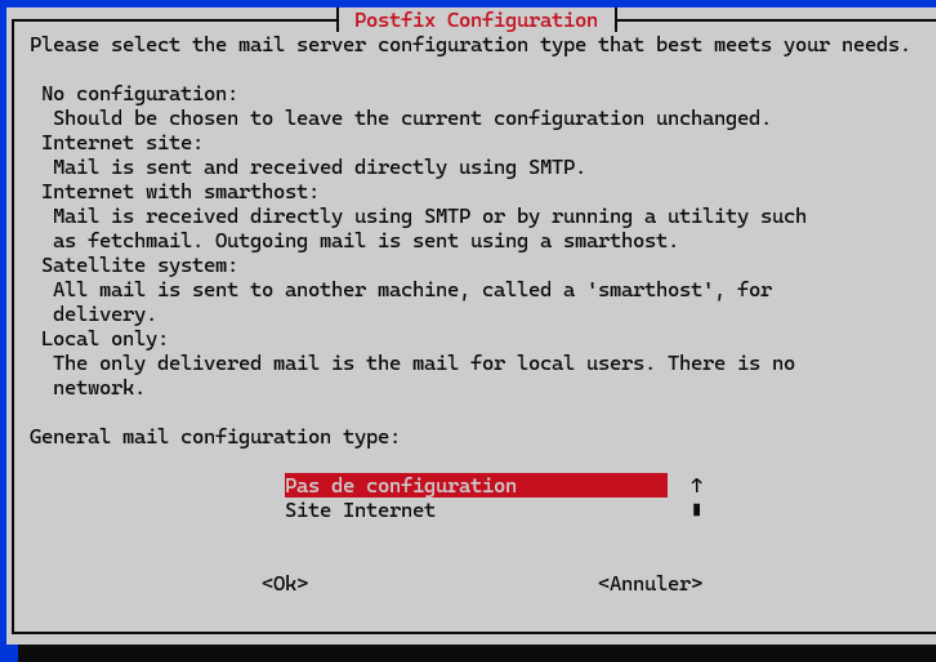 Postfix Configuration
Please select the mail server configuration type that best meets your needs.
No configuration:
Should be chosen to leave the current configuration unchanged.
Internet site:
Mail is sent and received directly using SMTP.
Internet with smarthost:
Mail is received directly using SMTP or by running a utility such
as fetchmail. Outgoing mail is sent using a smarthost.
Satellite system:
All mail is sent to another machine, called a 'smarthost', for
delivery.
Local only:
The only delivered mail is the mail for local users. There is no
network.
General mail configuration type:
Pas de configuration ↑
Site Internet
<Ok> <Annuler>